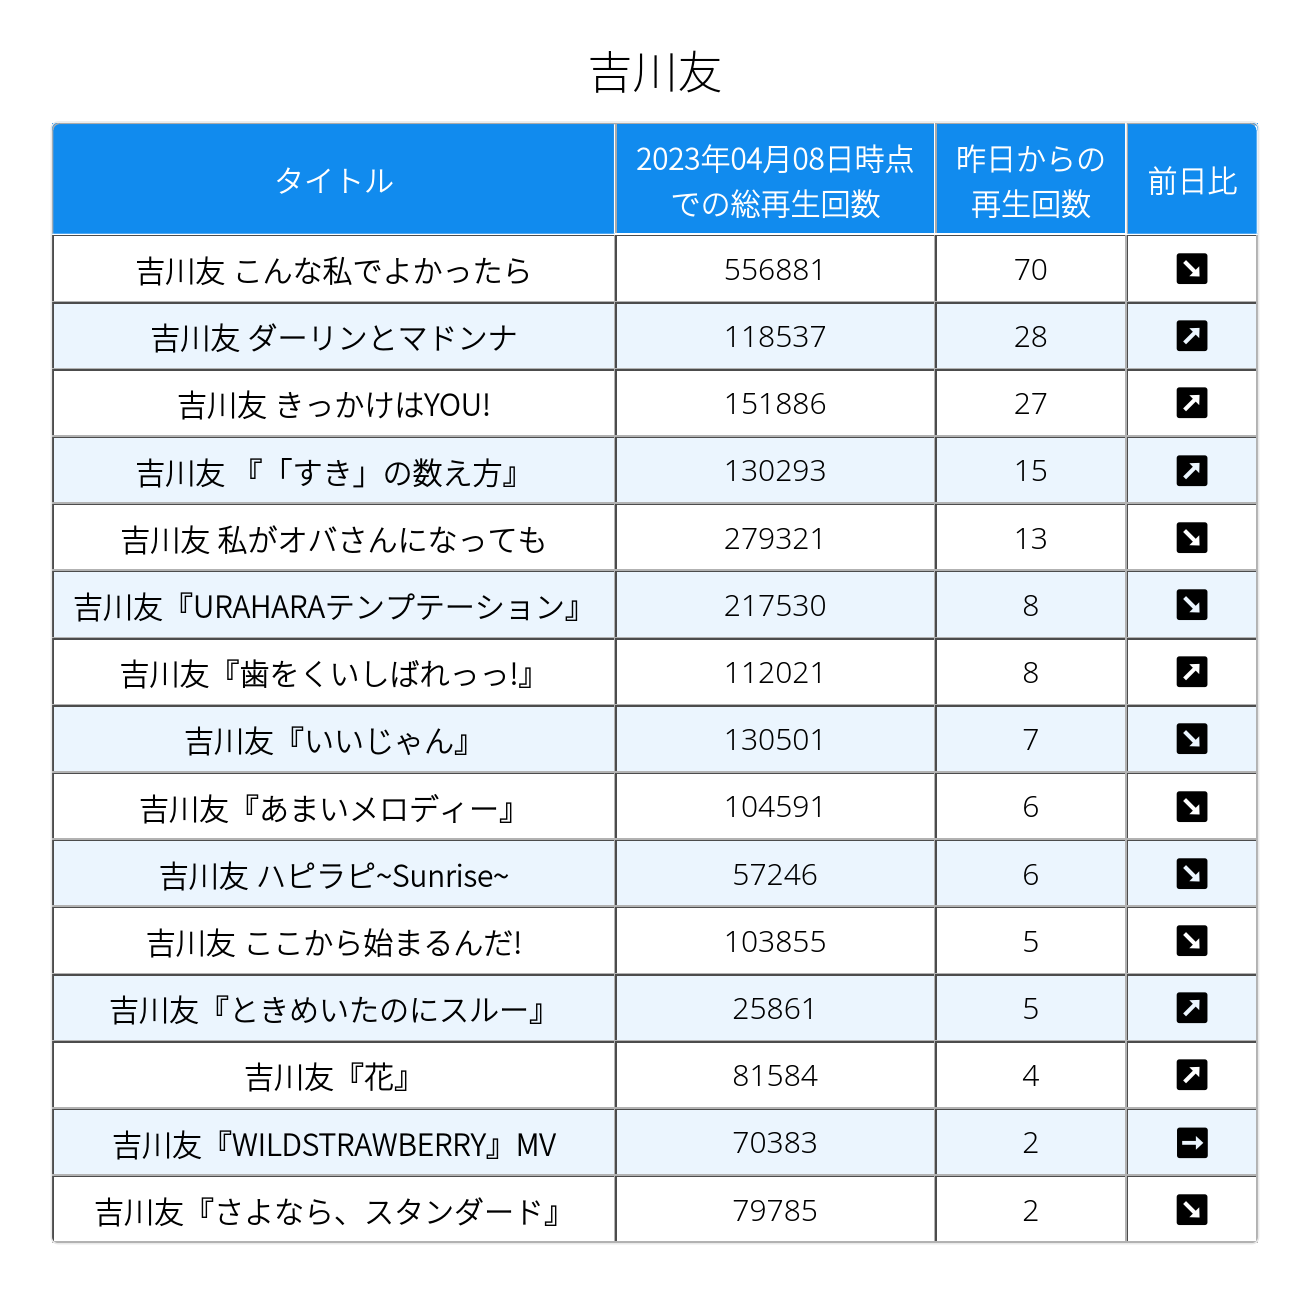 吉川友
タイトル
2023年04月08日時点
での総再生回数
昨日からの
再生回数
前日比
吉川友 こんな私でよかったら 556881 70 ↘
吉川友 ダーリンとマドンナ 118537 28 ↗
吉川友 きっかけはYOU! 151886 27 ↗
吉川友 『「すき」の数え方』 130293 15 ↗
吉川友 私がオバさんになっても 279321 13 ↘
吉川友『URAHARAテンプテーション』 217530 8 ↘
吉川友『歯をくいしばれっっ!』 112021 8 ↗
吉川友『いいじゃん』 130501 7 ↘
吉川友『あまいメロディー』 104591 6 ↘
吉川友 ハピラピ~Sunrise~ 57246 6 ↘
吉川友 ここから始まるんだ! 103855 5 ↘
吉川友『ときめいたのにスルー』 25861 5 ↗
吉川友『花』 81584 4 ↗
吉川友『WILDSTRAWBERRY』MV 70383 2 →
吉川友『さよなら、スタンダード』 79785 2 ↘